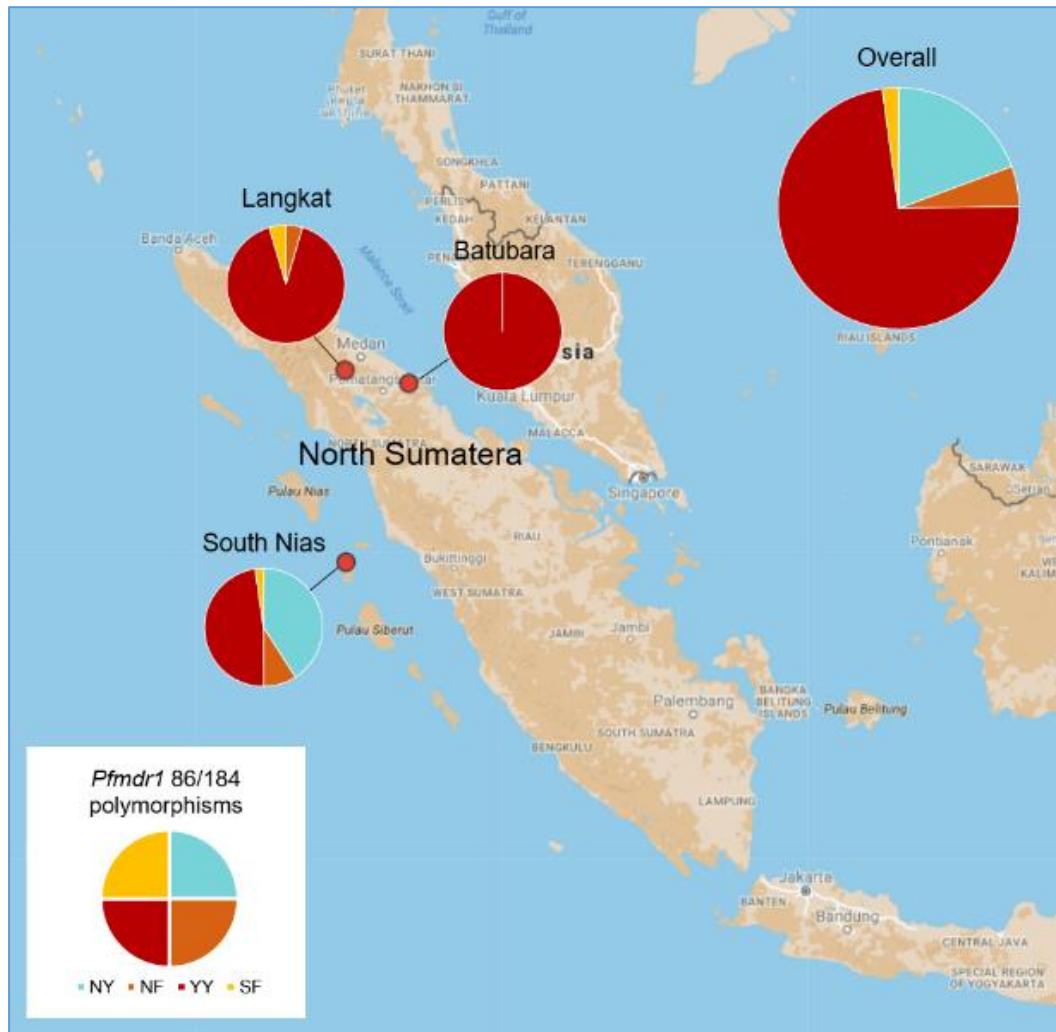 Gulf of
Thailand
SURAT THANI
NAKHON SI
THAMMARAT
Overall
SONGKHLA
PATTANI
Langkat
PERLIS
KEDAH
KELANTAN
Banda Aceh
Batubara
TERENGGANU
RIAU ISLANDS
Medan
sia
Kuala Lumpur
MALACCA
North Sumatera
SARAWAK
Singapore
Pulau Nias
South Nias
RIAU
Pontianak
Bukittinggi
WEST SUMATRA
Pulau Siberut
JAMBI
Jambi
Palembang
BANGKA
BELITUNG
ISLANDS
Pulau Belitung
SOUTH SUMATRA
BENGKULU
LAMPUNG
Pfmdr1 86/184
polymorphisms
NY NF YY SF
Jakarta
BANTEN
Bandung
CENTRAL JAVA
SPECIAL REGION
OF YOGYAKARTA